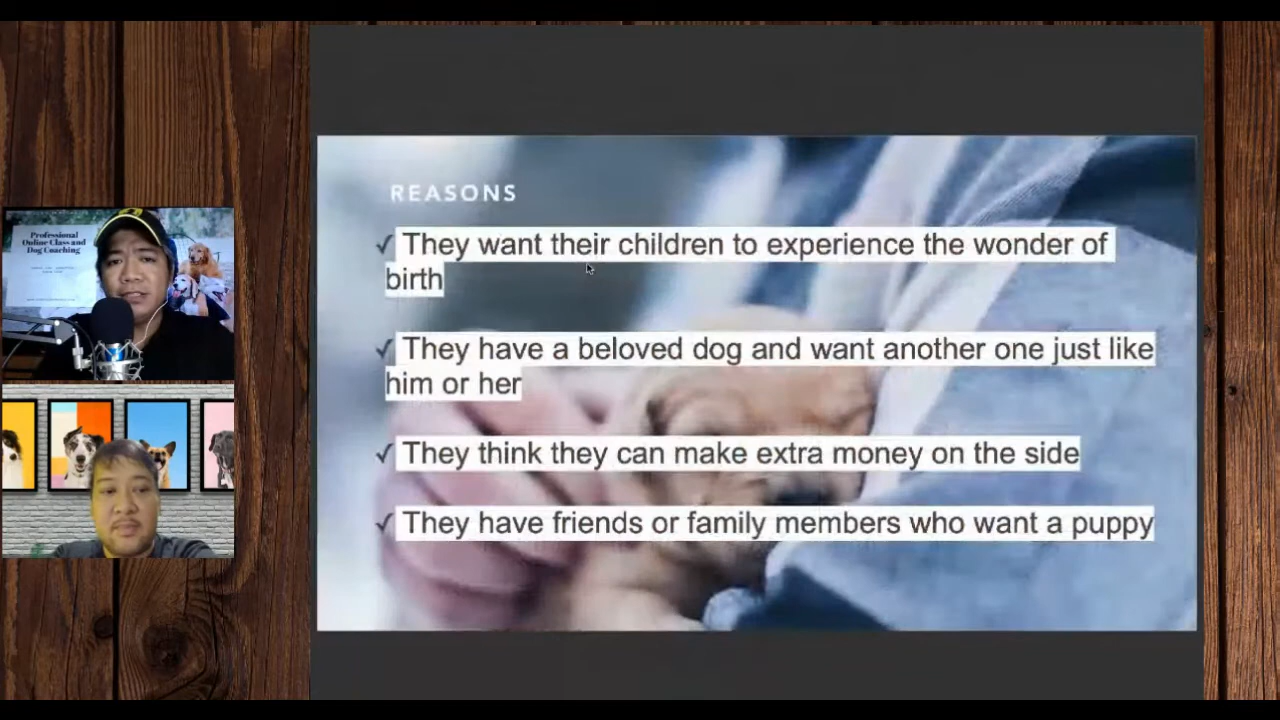 Professional
Online Class and
Dog Coaching
REASONS
✓ They want their children to experience the wonder of
birth
✓ They have a beloved dog and want another one just like
him or her
✓ They think they can make extra money on the side
✓ They have friends or family members who want a puppy